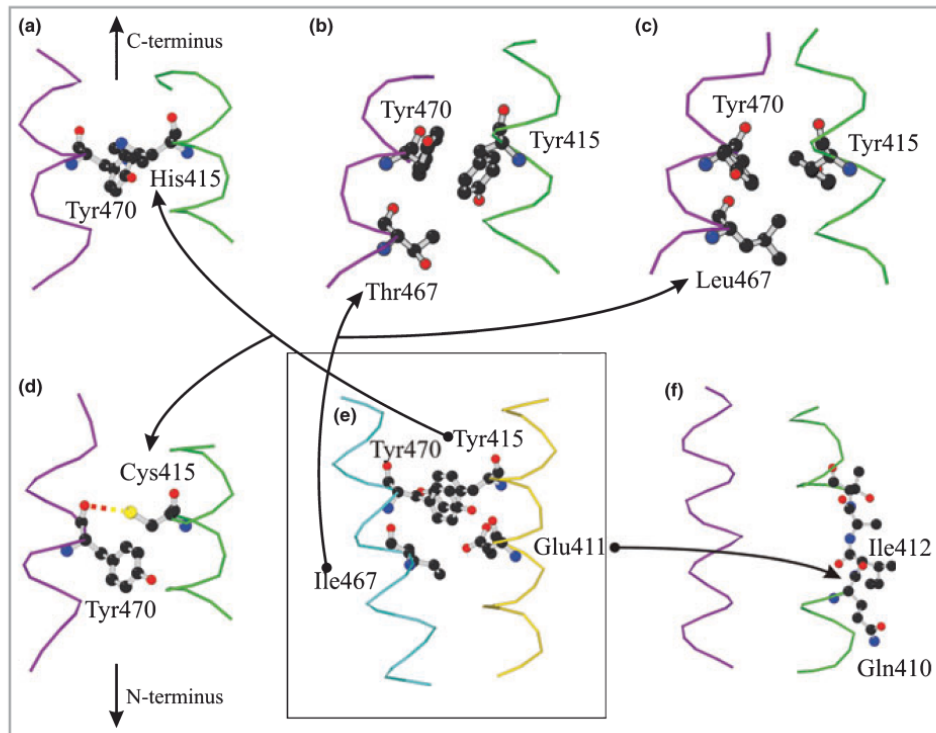 (a)
C-terminus
His415
Tyr470
(b)
Tyr470
Tyr415
Thr467
(c)
Tyr470
Tyr415
Leu467
(d)
Cys415
Tyr470
N-terminus
(e)
Tyr470
Tyr415
Glu411
Ile467
(f)
Ile412
Gln410